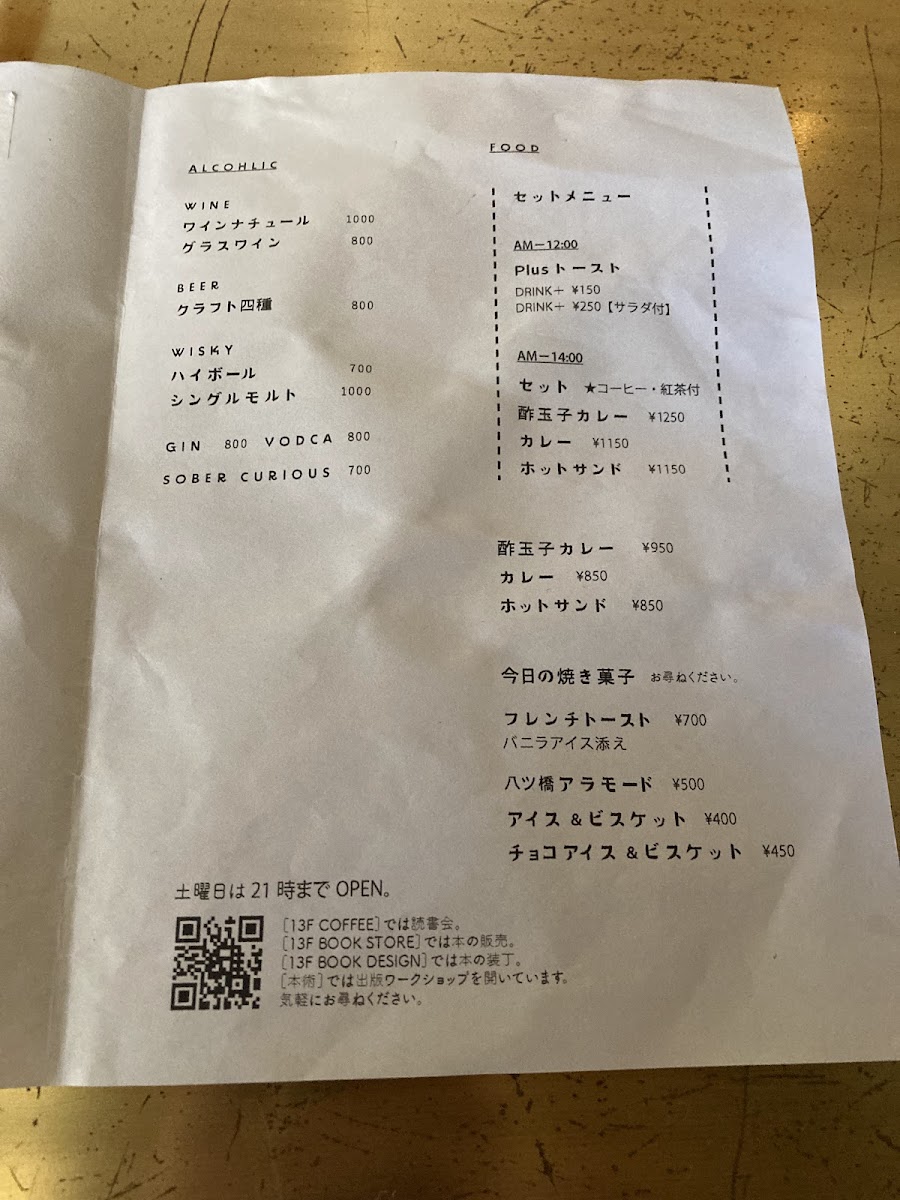 ALCOHLIC
WINE
ワインナチュール 1000
グラスワイン 800
BEER
クラフト四種 800
WISKY
ハイボール 700
シングルモルト 1000
GIN 800 VODCA 800
SOBER CURIOUS 700
FOOD
セットメニュー
AM－12:00
Plusトースト
DRINK＋ ¥150
DRINK＋ ¥250【サラダ付】
AM－14:00
セット ★コーヒー・紅茶付
酢玉子カレー ¥1250
カレー ¥1150
ホットサンド ¥1150
酢玉子カレー ¥950
カレー ¥850
ホットサンド ¥850
今日の焼き菓子 お尋ねください。
フレンチトースト ¥700
バニラアイス添え
八ツ橋アラモード ¥500
アイス＆ビスケット ¥400
チョコアイス＆ビスケット ¥450
土曜日は21時までOPEN。
［13F COFFEE］では読書会。
［13F BOOK STORE］では本の販売。
［13F BOOK DESIGN］では本の装丁。
［本術］では出版ワークショップを開いています。
気軽にお尋ねください。